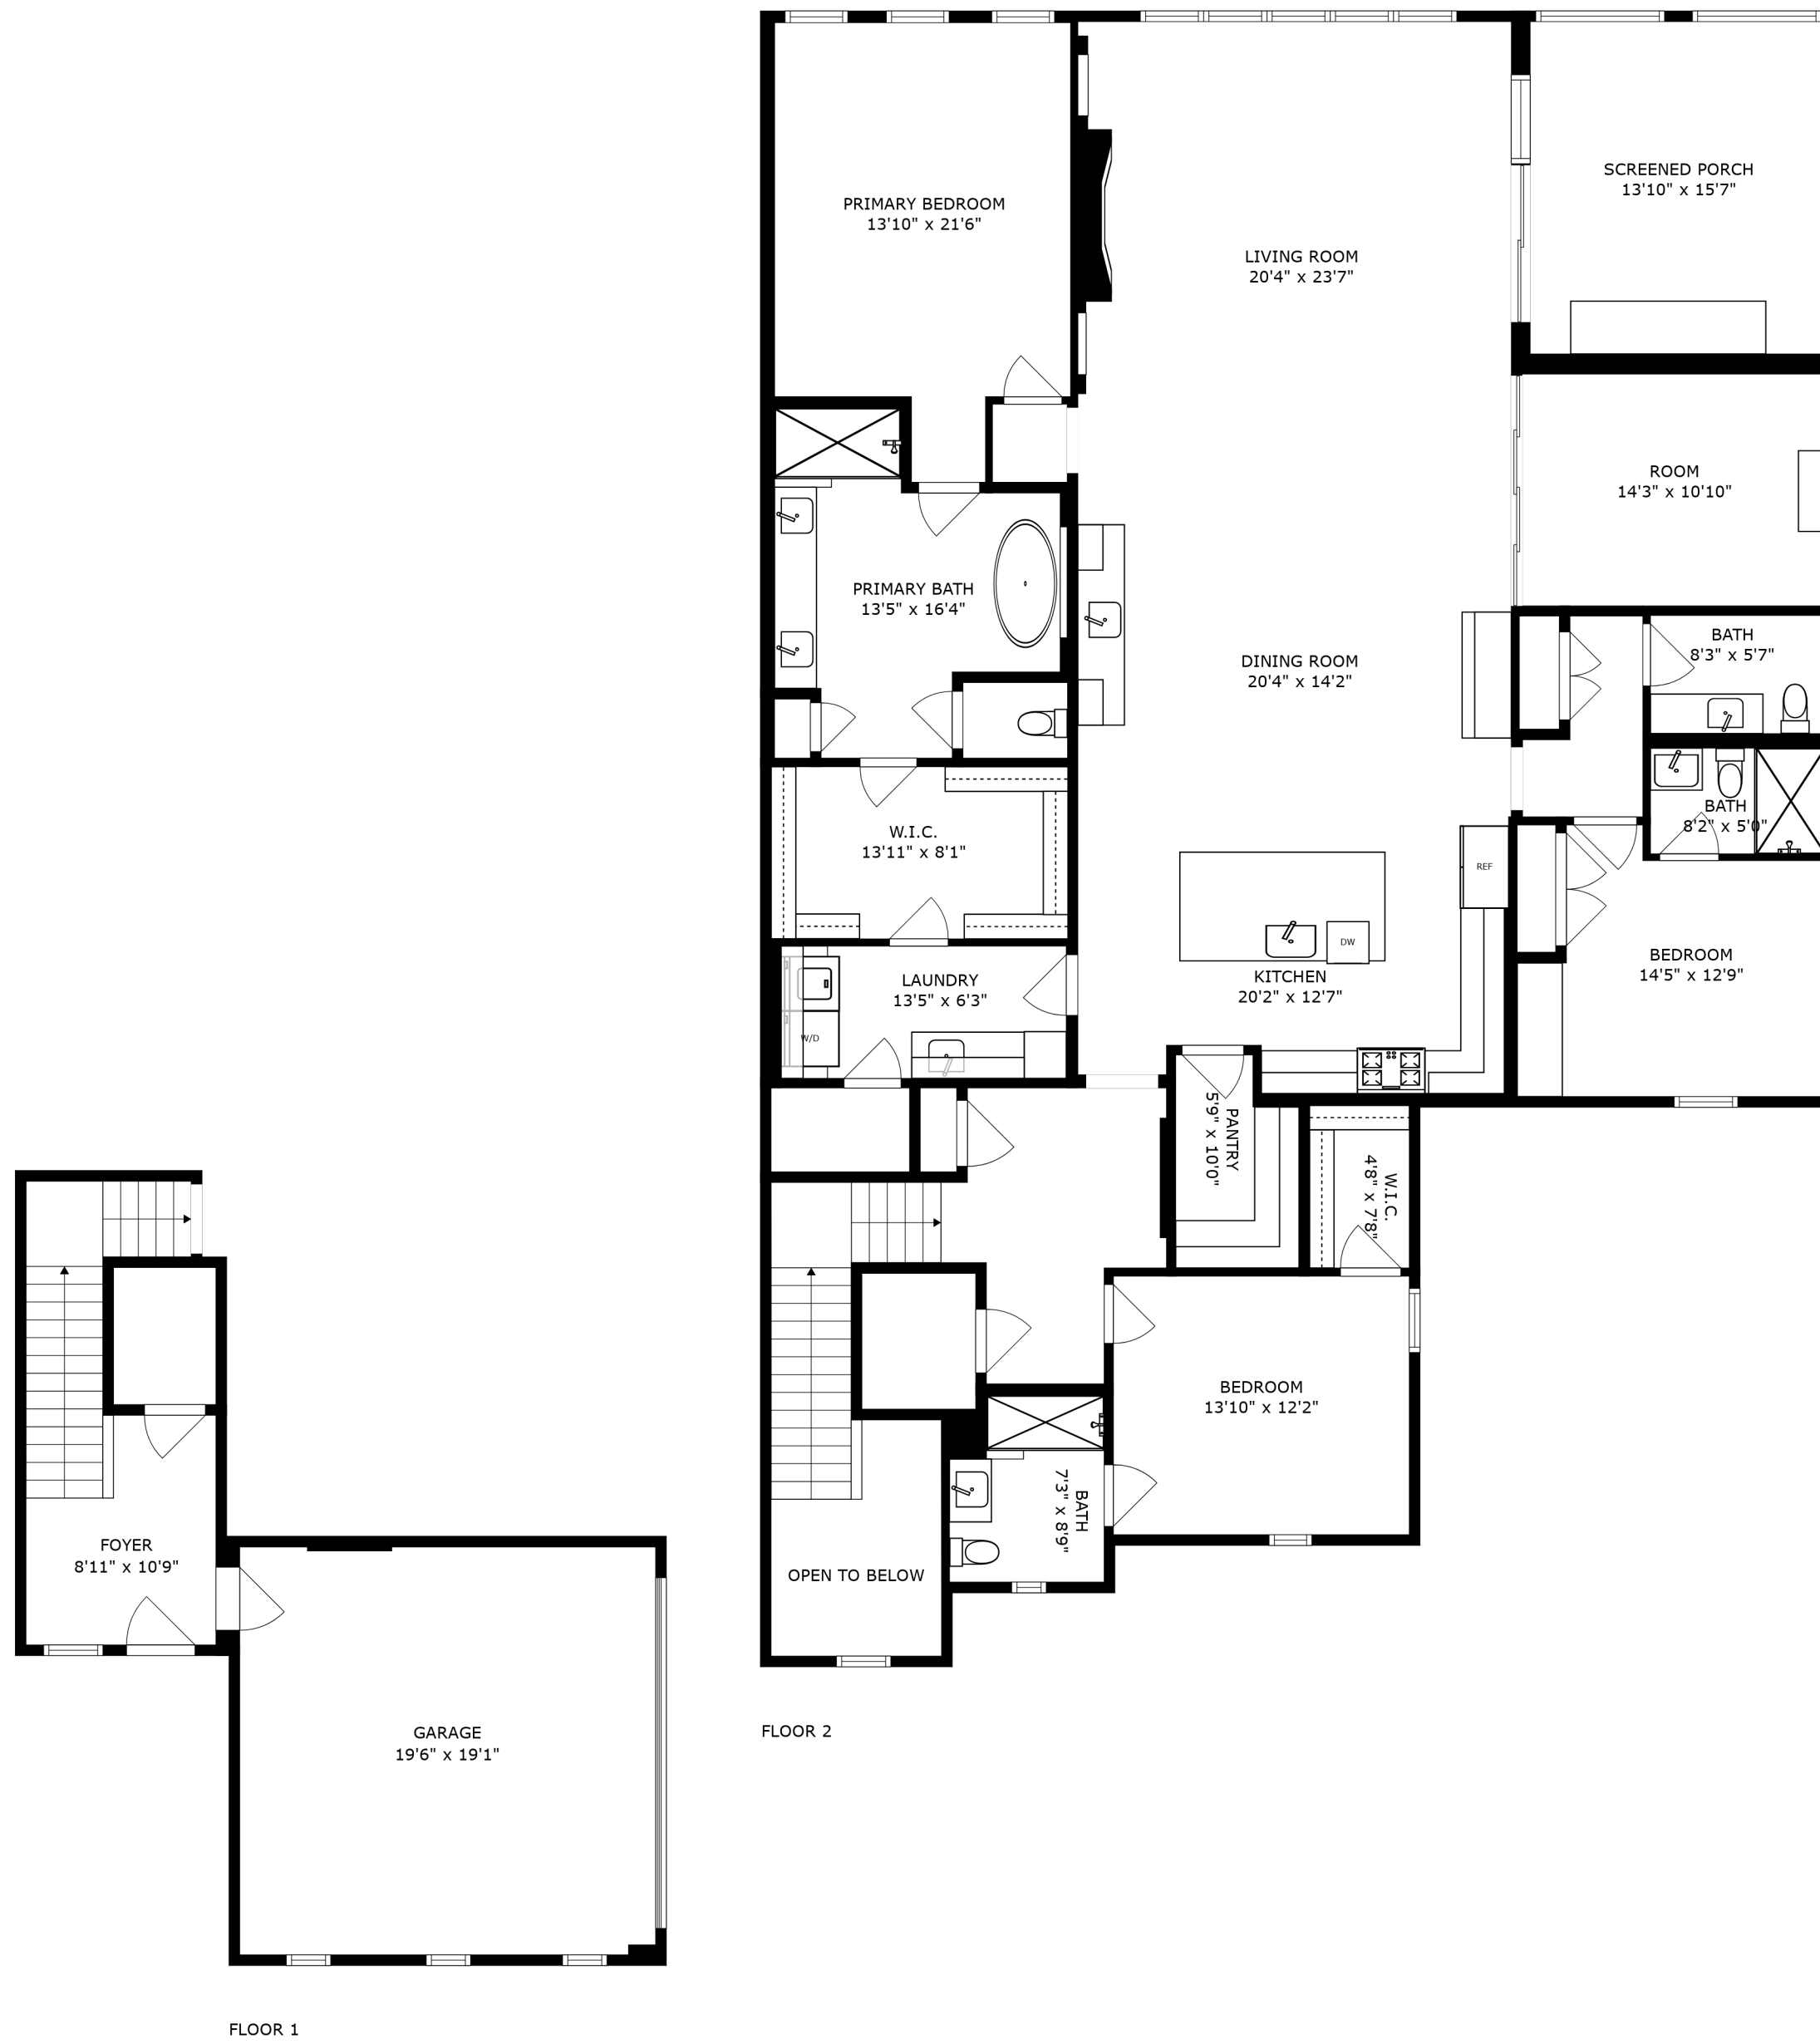 PRIMARY BEDROOM
13'10" x 21'6"
LIVING ROOM
20'4" x 23'7"
SCREENED PORCH
13'10" x 15'7"
ROOM
14'3" x 10'10"
PRIMARY BATH
13'5" x 16'4"
DINING ROOM
20'4" x 14'2"
BATH
8'3" x 5'7"
BATH
8'2" x 5'0"
W.I.C.
13'11" x 8'1"
REF
DW
KITCHEN
20'2" x 12'7"
BEDROOM
14'5" x 12'9"
LAUNDRY
13'5" x 6'3"
W/D
PANTRY
5'9" x 10'0"
W.I.C.
4'8" x 7'8"
BEDROOM
13'10" x 12'2"
BATH
7'3" x 8'9"
OPEN TO BELOW
FOYER
8'11" x 10'9"
GARAGE
19'6" x 19'1"
FLOOR 2
FLOOR 1